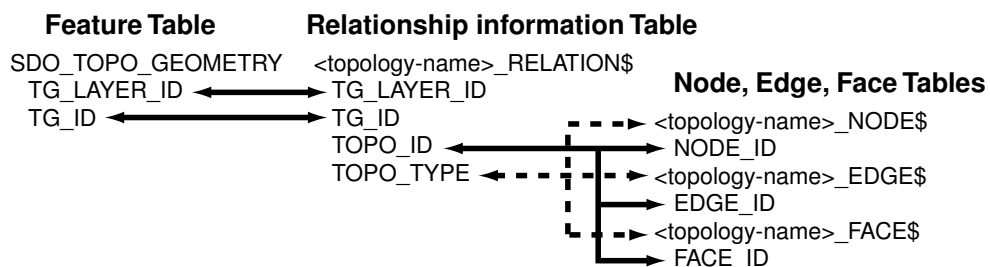 Feature Table
SDO_TOPO_GEOMETRY
TG_LAYER_ID
TG_ID
Relationship information Table
<topology-name>_RELATION$
TG_LAYER_ID
TG_ID
TOPO_ID
TOPO_TYPE
Node, Edge, Face Tables
<topology-name>_NODE$
NODE_ID
<topology-name>_EDGE$
EDGE_ID
<topology-name>_FACE$
FACE_ID